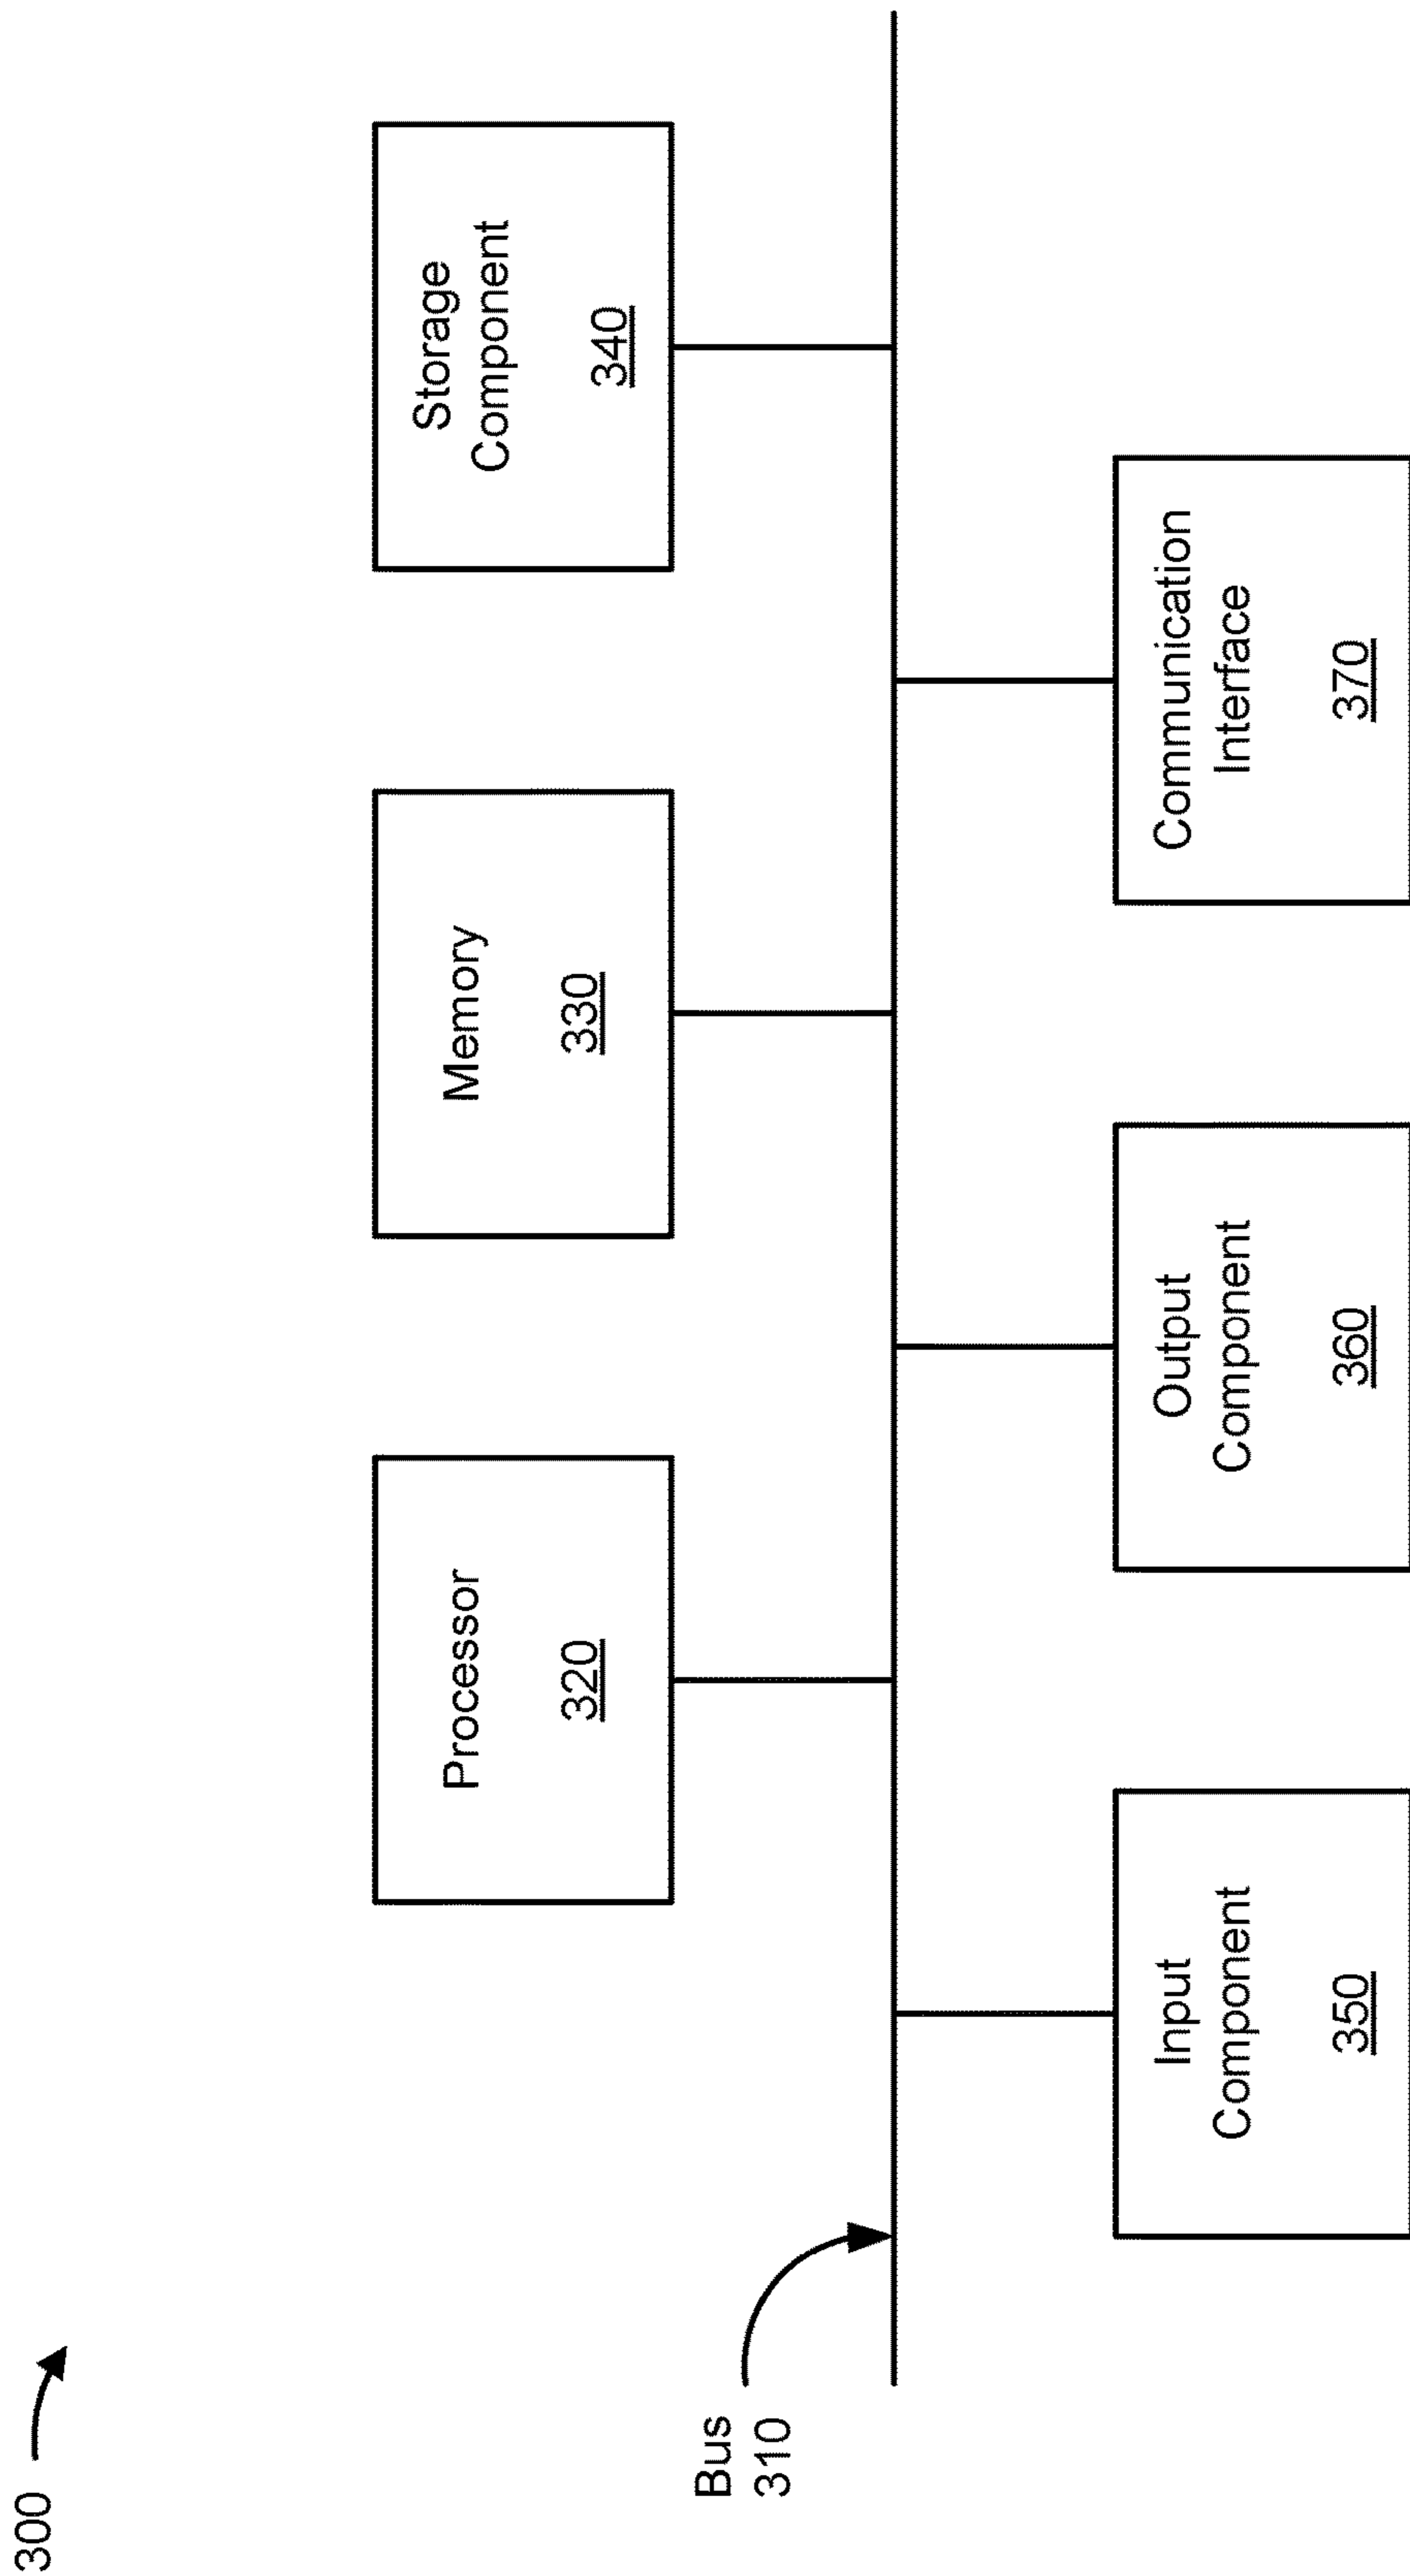 300
Processor
320
Memory
330
Storage
Component
340
Bus
310
Input
Component
350
Output
Component
360
Communication
Interface
370